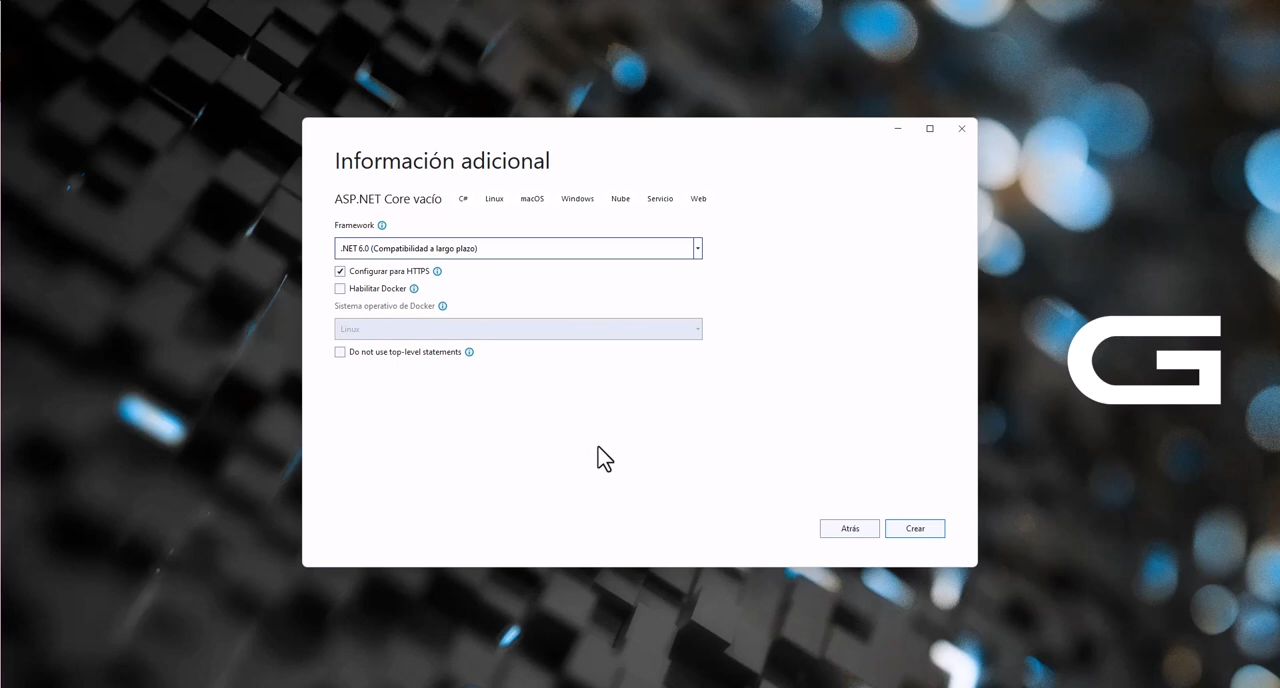 Información adicional
ASP.NET Core vacío C# Linux macOS Windows Nube Servicio Web
Framework
.NET 6.0 (Compatibilidad a largo plazo)
Configurar para HTTPS
Habilitar Docker
Sistema operativo de Docker
Linux
Do not use top-level statements
Atrás Crear
G